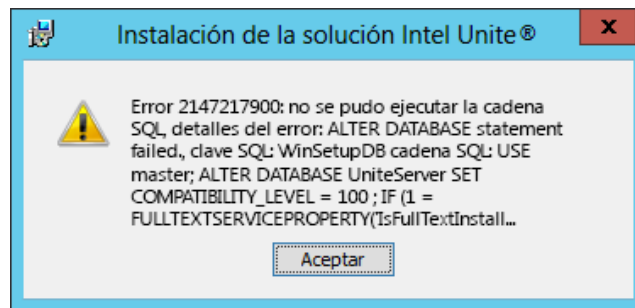 Instalación de la solución Intel Unite®
x
Error 2147217900: no se pudo ejecutar la cadena
SQL, detalles del error: ALTER DATABASE statement
failed., clave SQL: WinSetupDB cadena SQL: USE
master; ALTER DATABASE UniteServer SET
COMPATIBILITY_LEVEL = 100 ; IF (1 =
FULLTEXTSERVICEPROPERTY('IsFullTextInstall...
Aceptar